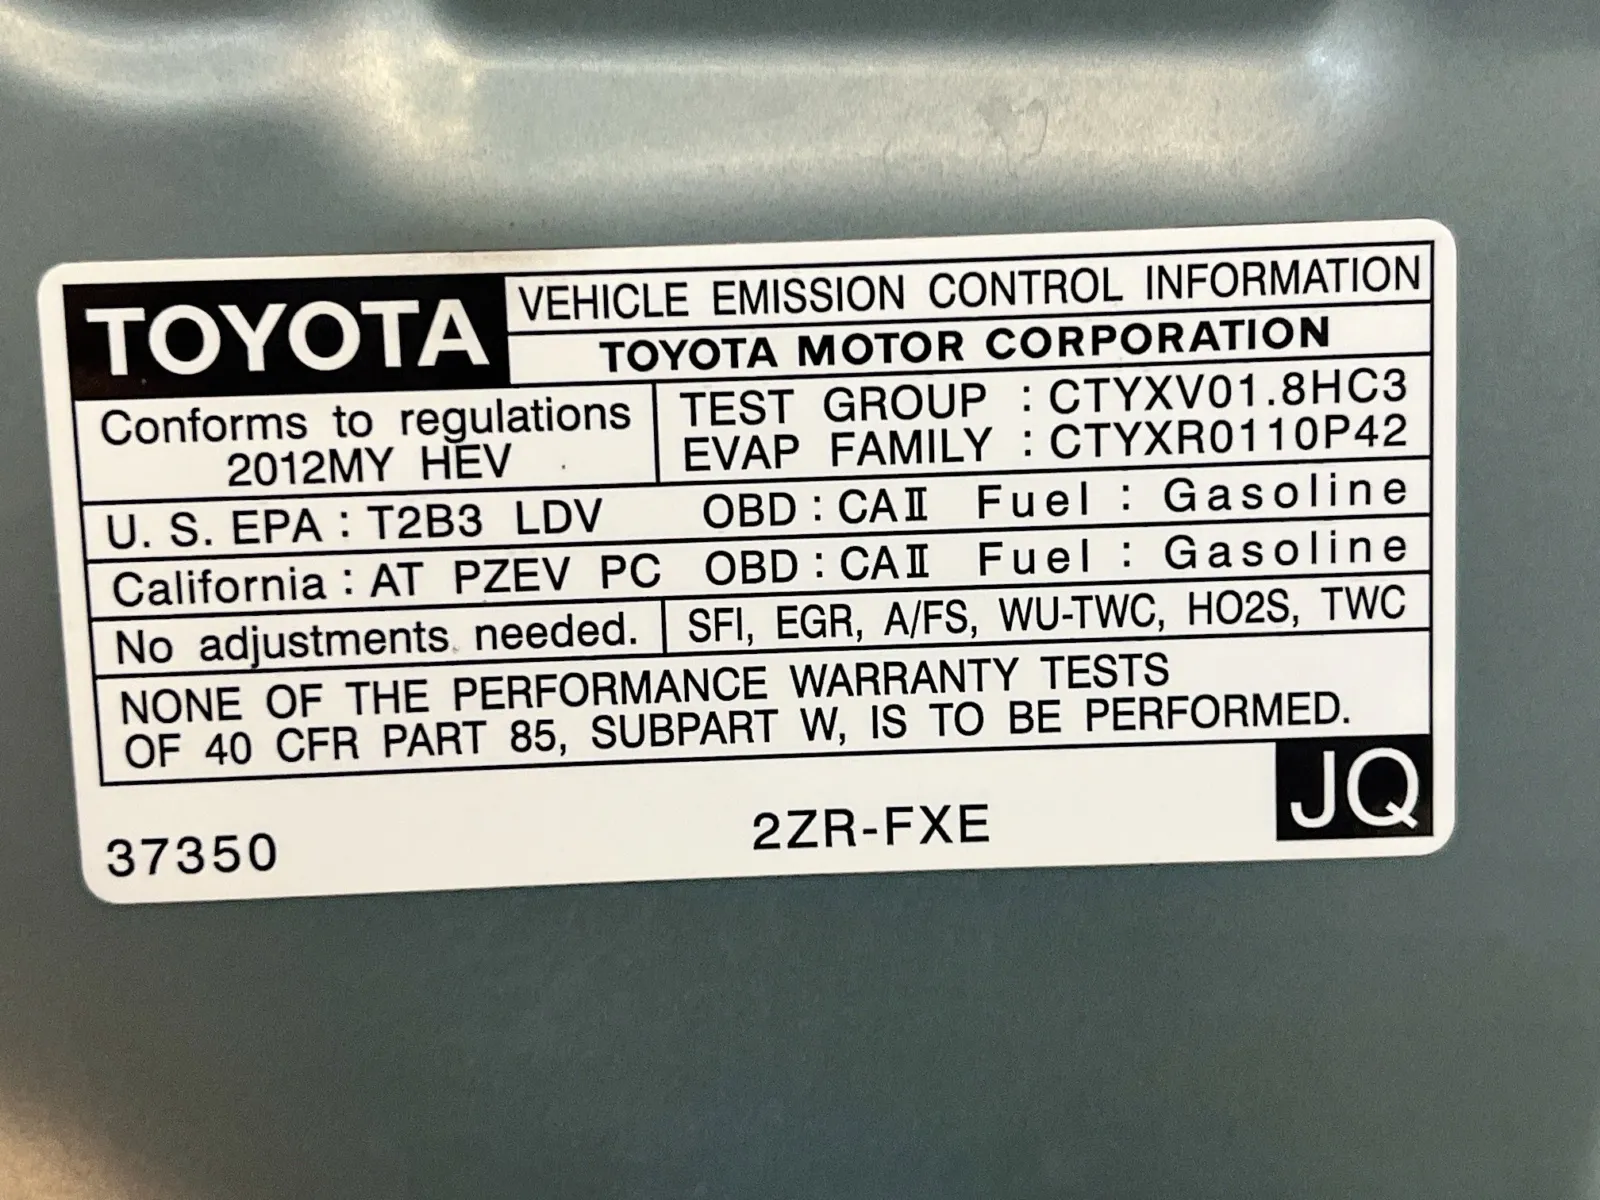 TOYOTA
VEHICLE EMISSION CONTROL INFORMATION
TOYOTA MOTOR CORPORATION
Conforms to regulations
2012MY HEV
TEST GROUP : CTYXV01.8HC3
EVAP FAMILY : CTYXR0110P42
U. S. EPA : T2B3 LDV OBD : CAⅡ Fuel : Gasoline
California : AT PZEV PC OBD : CAⅡ Fuel : Gasoline
No adjustments needed.
SFI, EGR, A/FS, WU-TWC, HO2S, TWC
NONE OF THE PERFORMANCE WARRANTY TESTS
OF 40 CFR PART 85, SUBPART W, IS TO BE PERFORMED.
JQ
37350
2ZR-FXE